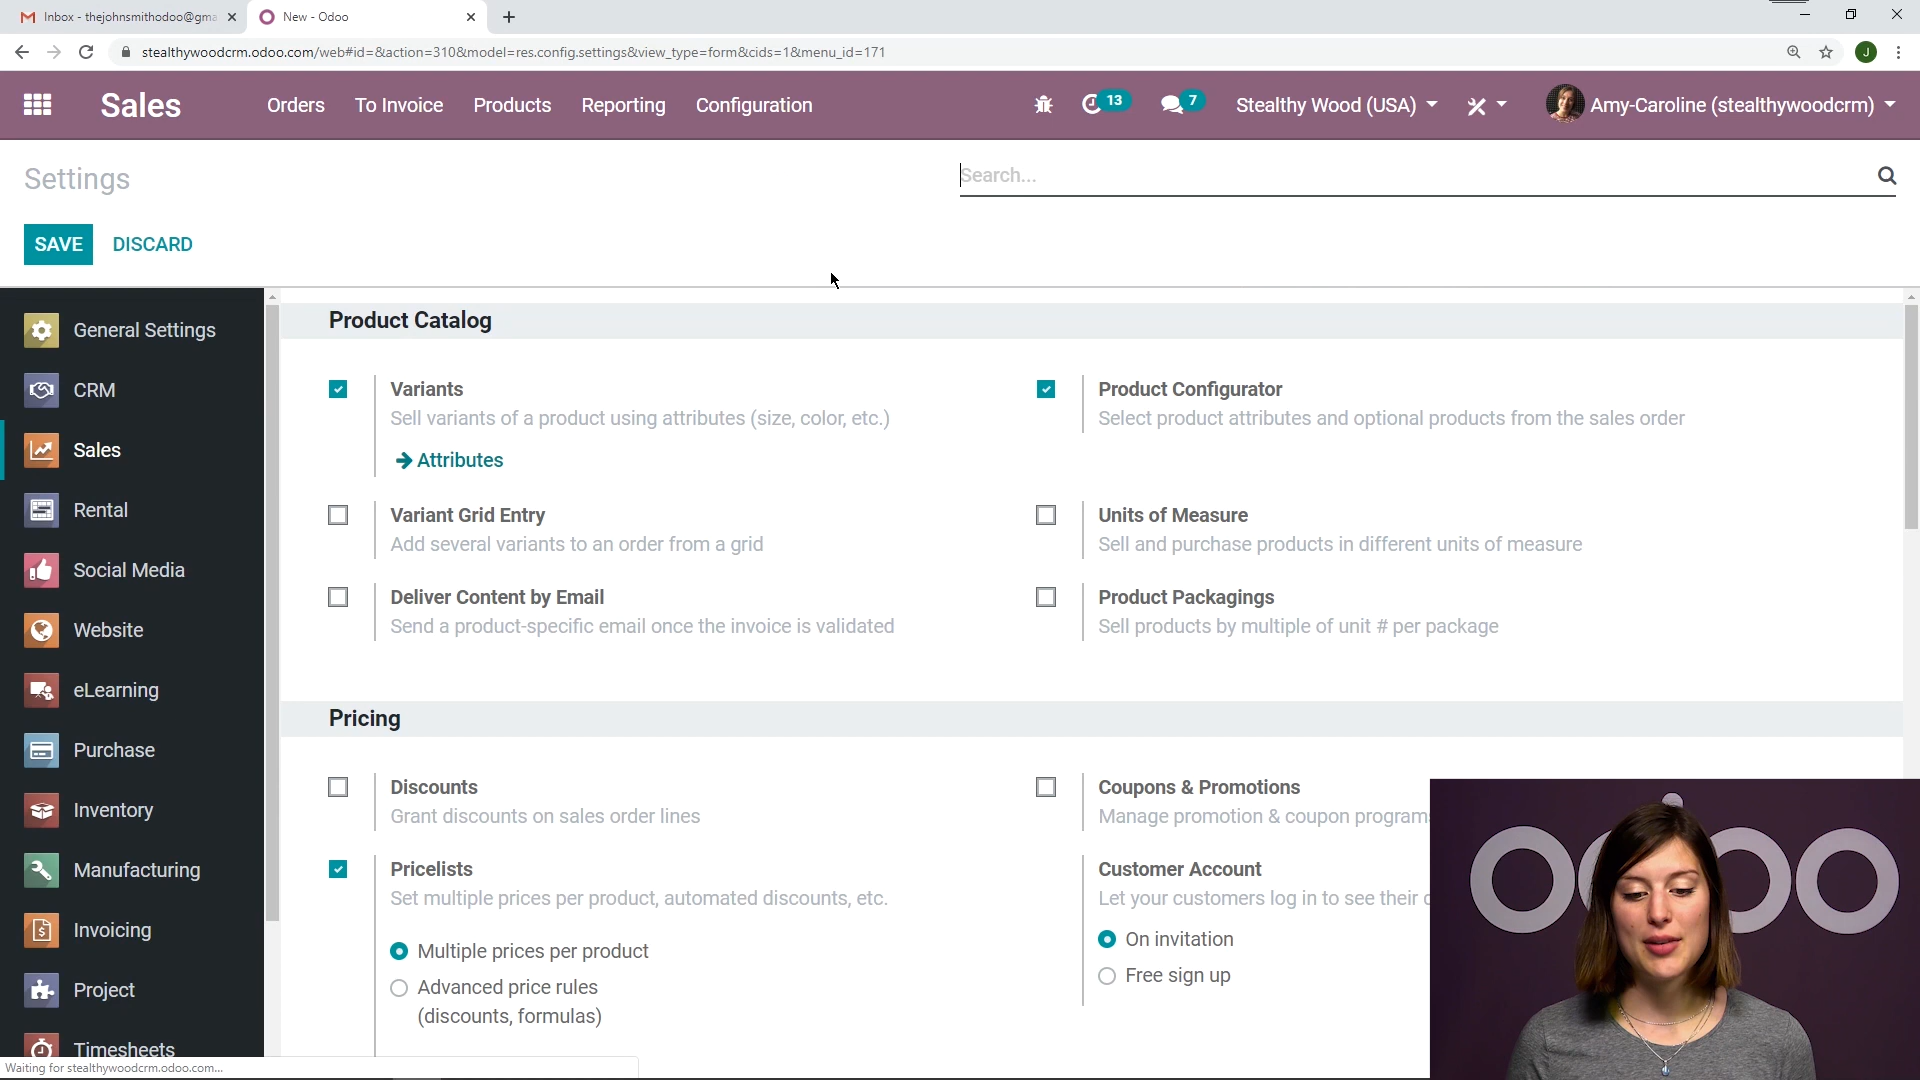 Inbox - thejohnsmithodoo@gma
New - Odoo
stealthywoodcrm.odoo.com/web#id=&action=310&model=res.config.settings&view_type=form&cids=1&menu_id=171
J
Sales
Orders
To Invoice
Products
Reporting
Configuration
13
7
Stealthy Wood (USA)
Amy-Caroline (stealthywoodcrm)
Settings
Search...
SAVE
DISCARD
General Settings
CRM
Sales
Rental
Social Media
Website
eLearning
Purchase
Inventory
Manufacturing
Invoicing
Project
Timesheets
Product Catalog
Variants
Sell variants of a product using attributes (size, color, etc.)
Attributes
Product Configurator
Select product attributes and optional products from the sales order
Variant Grid Entry
Add several variants to an order from a grid
Units of Measure
Sell and purchase products in different units of measure
Deliver Content by Email
Send a product-specific email once the invoice is validated
Product Packagings
Sell products by multiple of unit # per package
Pricing
Discounts
Grant discounts on sales order lines
Coupons & Promotions
Manage promotion & coupon programs
Pricelists
Set multiple prices per product, automated discounts, etc.
Multiple prices per product
Advanced price rules
(discounts, formulas)
Customer Account
Let your customers log in to see their
On invitation
Free sign up
odoo
Waiting for stealthywoodcrm.odoo.com...